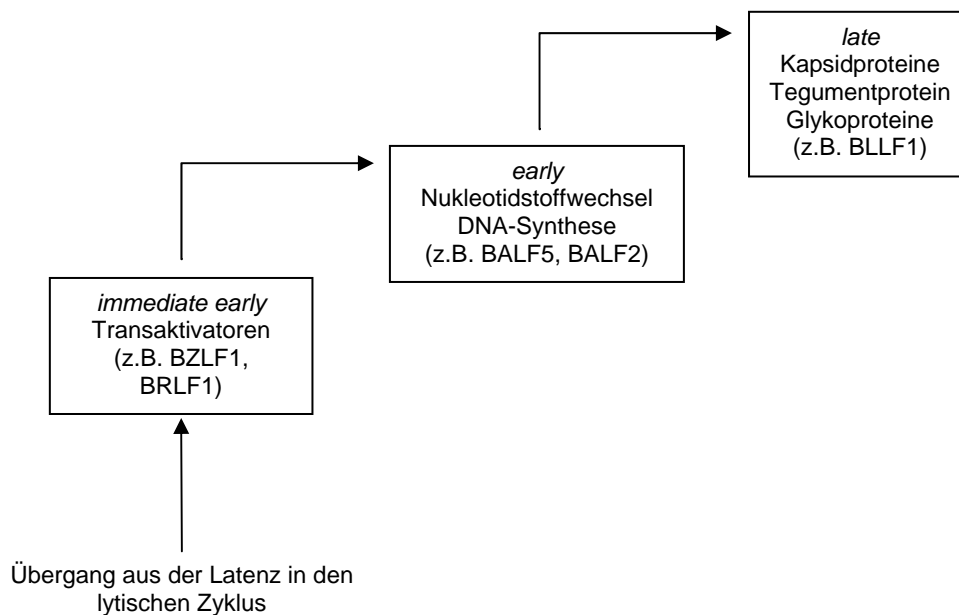 late
Kapsidproteine
Tegumentprotein
Glykoproteine
(z.B. BLLF1)
early
Nukleotidstoffwechsel
DNA-Synthese
(z.B. BALF5, BALF2)
immediate early
Transaktivatoren
(z.B. BZLF1,
BRLF1)
Übergang aus der Latenz in den
lytischen Zyklus